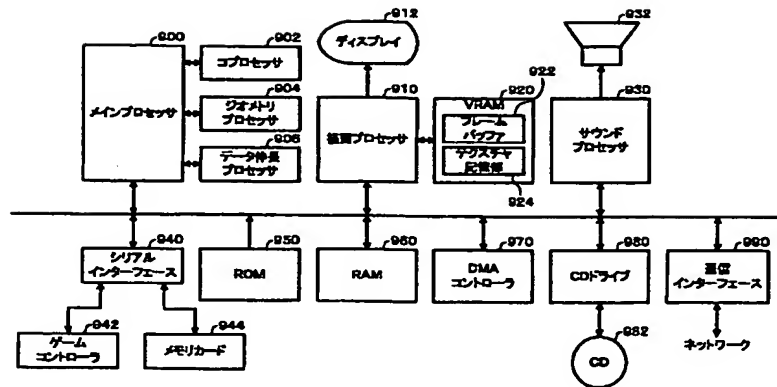 900
メインプロセッサ
902
コプロセッサ
904
ジオメトリ
プロセッサ
906
データ伸長
プロセッサ
912
ディスプレイ
910
描画プロセッサ
920
VRAM
922
フレーム
バッファ
テクスチャ
記憶部
924
932
930
サウンド
プロセッサ
940
シリアル
インターフェース
942
ゲーム
コントローラ
944
メモリカード
950
ROM
960
RAM
970
DMA
コントローラ
980
CDドライブ
982
CD
990
通信
インターフェース
ネットワーク